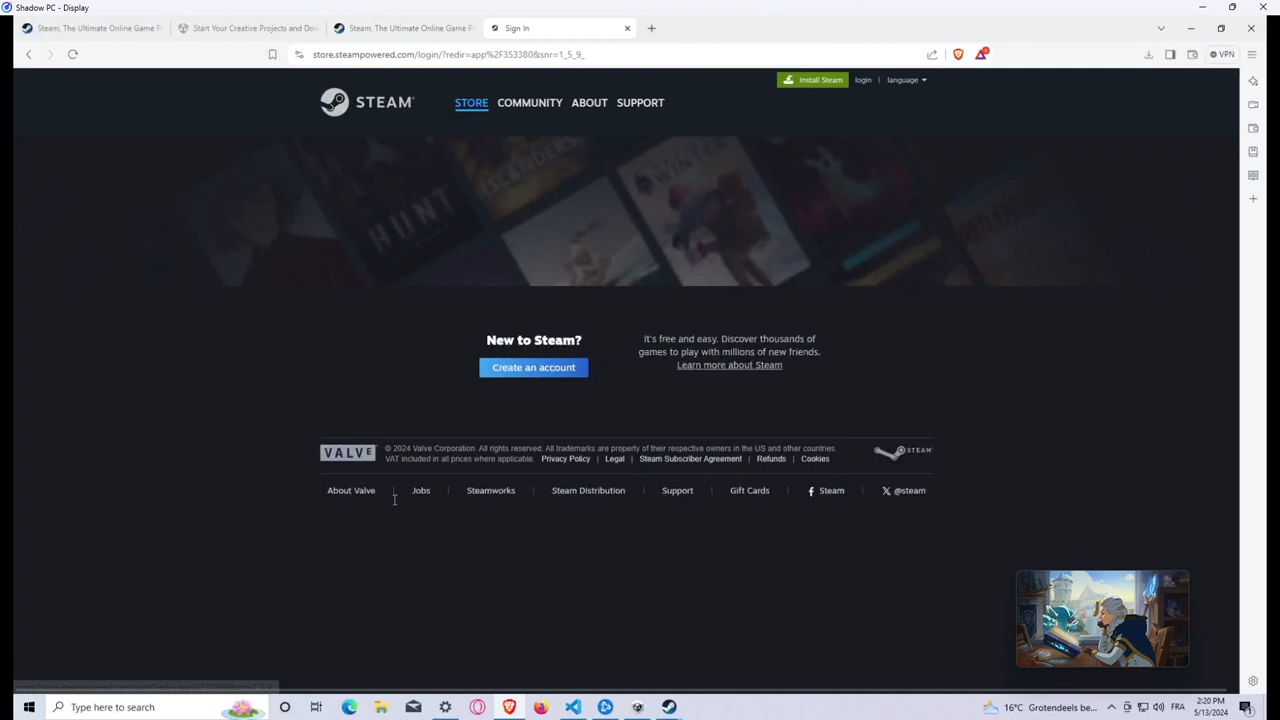 Shadow PC - Display
Steam, The Ultimate Online Game P
Start Your Creative Projects and Dow
Steam, The Ultimate Online Game P
Sign In
store.steampowered.com/login/?redir=app%2F353380&snr=1_5_9_
VPN
Install Steam
login
language
STEAM
STORE
COMMUNITY
ABOUT
SUPPORT
HUNT
New to Steam?
Create an account
It's free and easy. Discover thousands of
games to play with millions of new friends.
Learn more about Steam
VALVE
© 2024 Valve Corporation. All rights reserved. All trademarks are property of their respective owners in the US and other countries.
VAT included in all prices where applicable. Privacy Policy | Legal | Steam Subscriber Agreement | Refunds | Cookies
STEAM
About Valve | Jobs | Steamworks | Steam Distribution | Support | Gift Cards | Steam | @steam
Type here to search
16°C Grotendeels be...
FRA
2:20 PM
5/13/2024